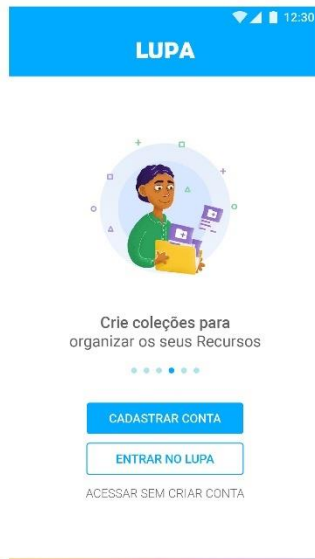 12:30
LUPA
Crie coleções para
organizar os seus Recursos
CADASTRAR CONTA
ENTRAR NO LUPA
ACESSAR SEM CRIAR CONTA